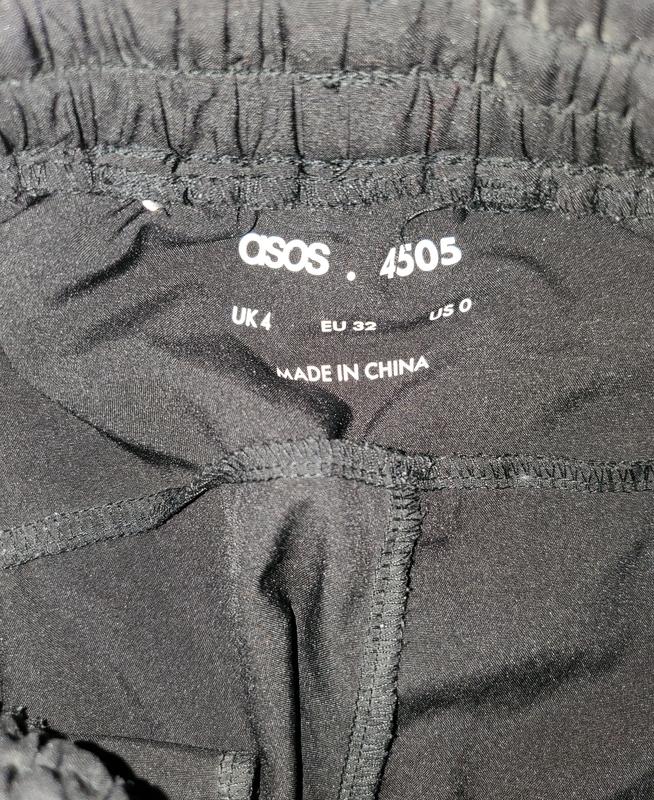 asos . 4505
UK 4 EU 32 US 0
MADE IN CHINA